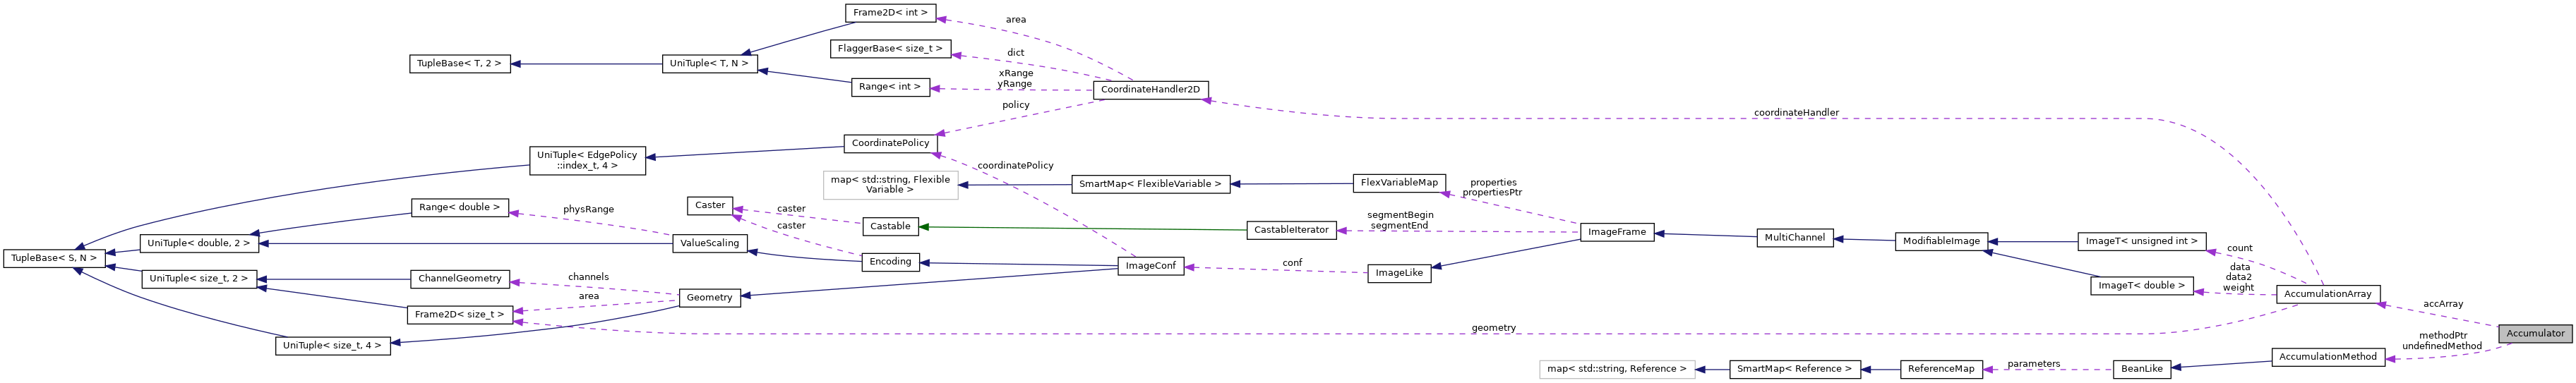 Frame2D< int >
area
FlaggerBase< size_t >
dict
TupleBase< T, 2 >
UniTuple< T, N >
xRange
yRange
Range< int >
CoordinateHandler2D
policy
coordinateHandler
CoordinatePolicy
UniTuple< EdgePolicy
::index_t, 4 >
coordinatePolicy
map< std::string, Flexible
Variable >
SmartMap< FlexibleVariable >
FlexVariableMap
properties
propertiesPtr
Range< double >
physRange
Caster
caster
caster
Castable
CastableIterator
segmentBegin
segmentEnd
ImageFrame
MultiChannel
ModifiableImage
ImageT< unsigned int >
count
TupleBase< S, N >
UniTuple< double, 2 >
ValueScaling
Encoding
ImageConf
conf
ImageLike
UniTuple< size_t, 2 >
ChannelGeometry
channels
area
Geometry
ImageT< double >
data
data2
weight
AccumulationArray
accArray
Frame2D< size_t >
geometry
Accumulator
UniTuple< size_t, 4 >
methodPtr
undefinedMethod
AccumulationMethod
map< std::string, Reference >
SmartMap< Reference >
ReferenceMap
parameters
BeanLike